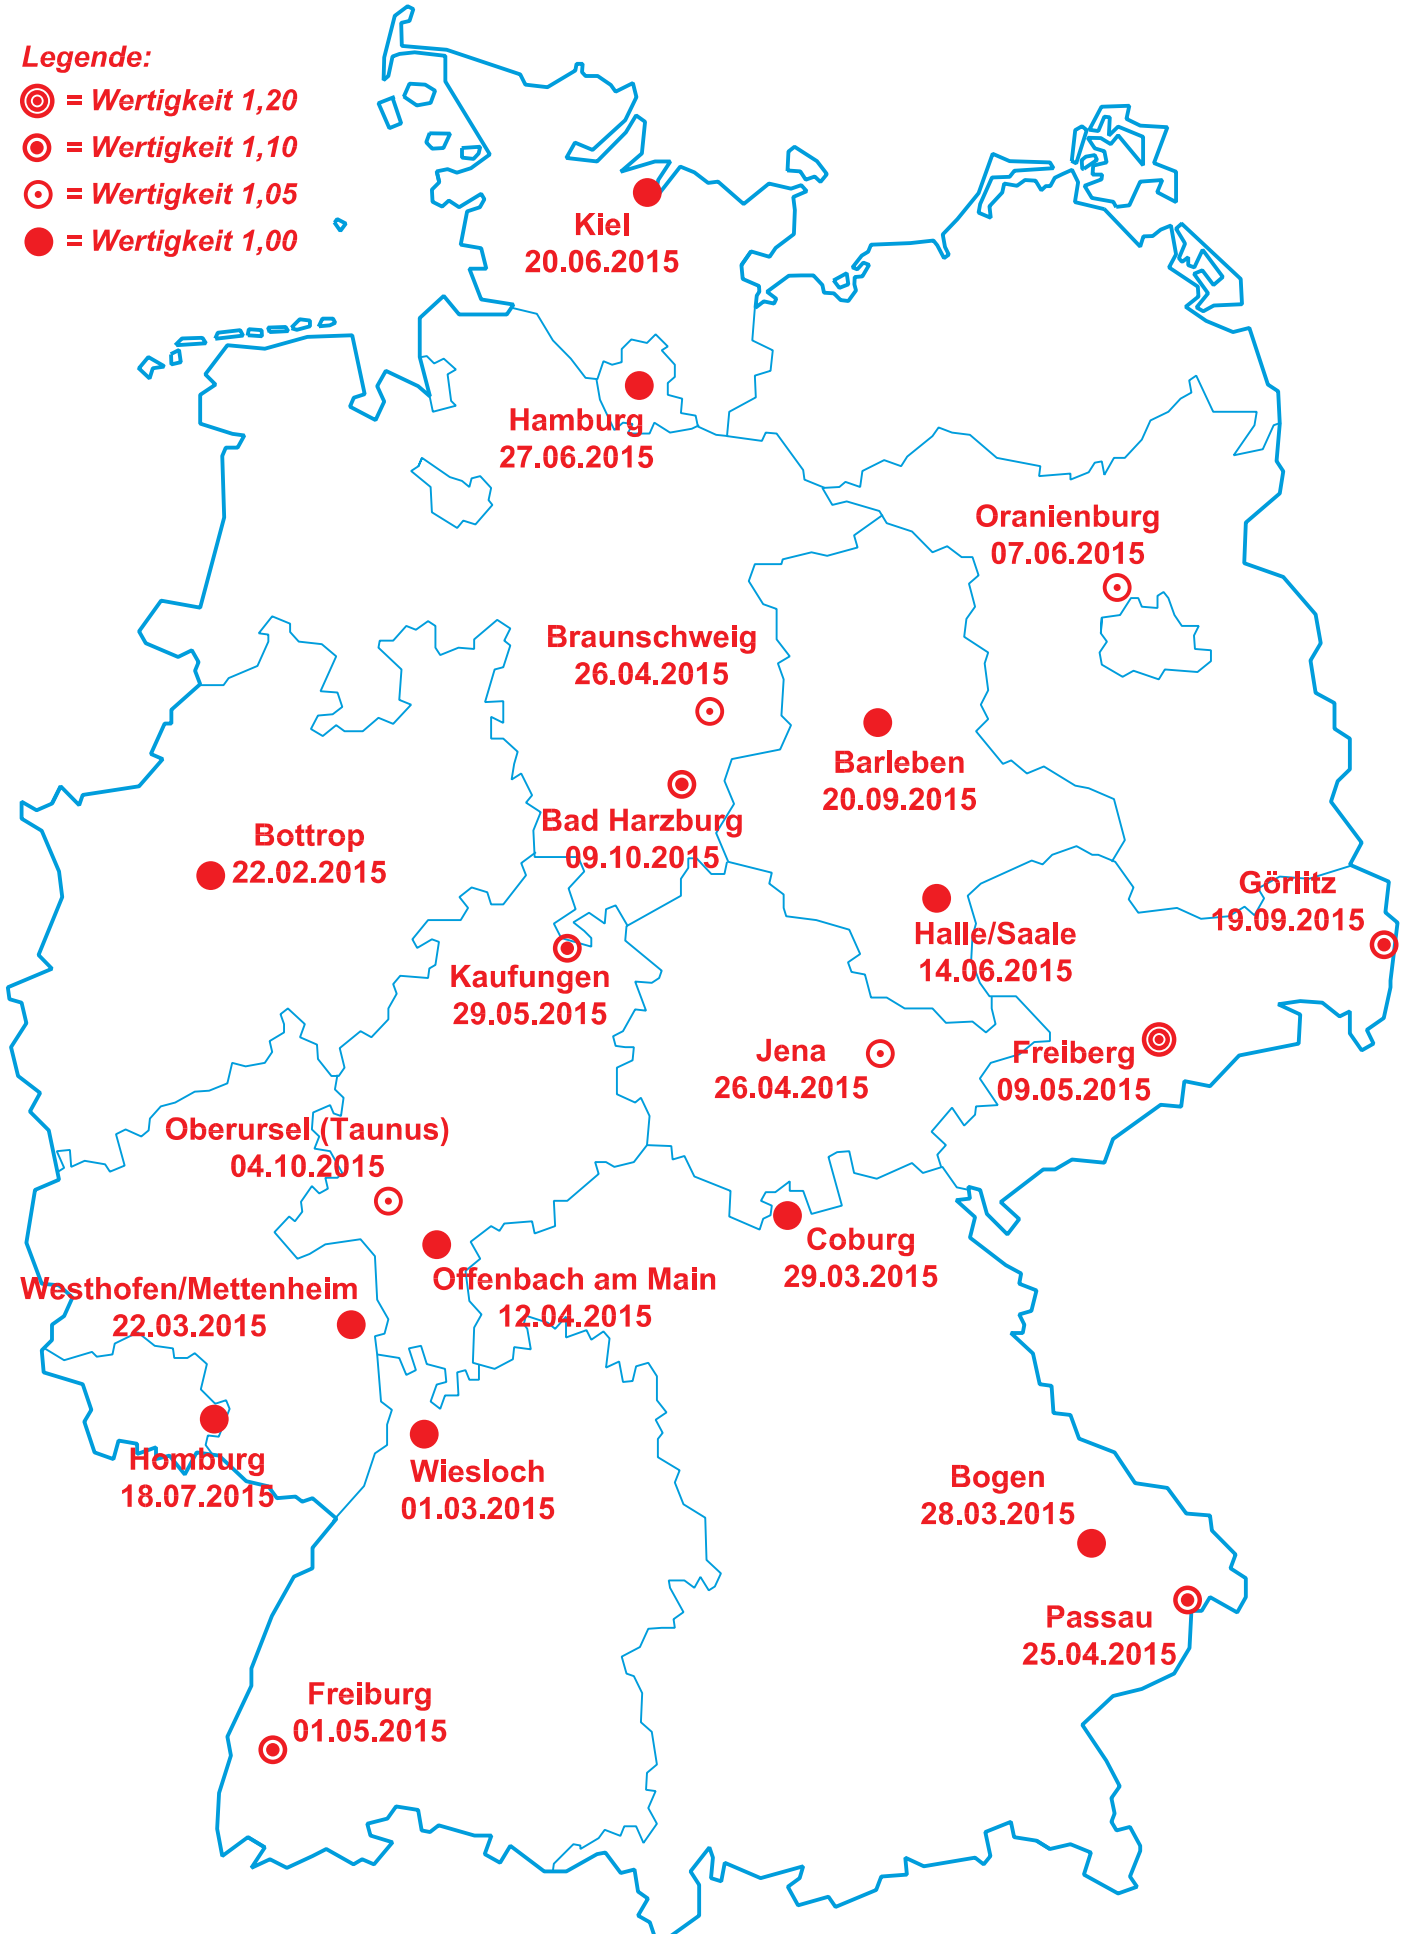 Legende:
= Wertigkeit 1,20
= Wertigkeit 1,10
= Wertigkeit 1,05
= Wertigkeit 1,00
Kiel
20.06.2015
Hamburg
27.06.2015
Oranienburg
07.06.2015
Braunschweig
26.04.2015
Barleben
20.09.2015
Bad Harzburg
09.10.2015
Bottrop
22.02.2015
Görlitz
19.09.2015
Halle/Saale
14.06.2015
Kaufungen
29.05.2015
Jena
26.04.2015
Freiberg
09.05.2015
Oberursel (Taunus)
04.10.2015
Coburg
29.03.2015
Offenbach am Main
12.04.2015
Westhofen/Mettenheim
22.03.2015
Homburg
18.07.2015
Wiesloch
01.03.2015
Bogen
28.03.2015
Passau
25.04.2015
Freiburg
01.05.2015